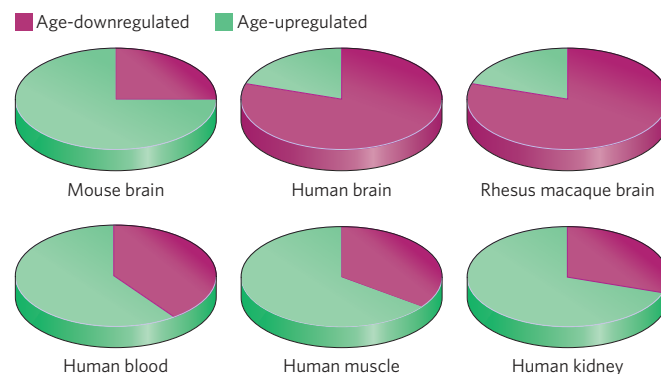 Age-downregulated Age-upregulated
Mouse brain Human brain Rhesus macaque brain
Human blood Human muscle Human kidney